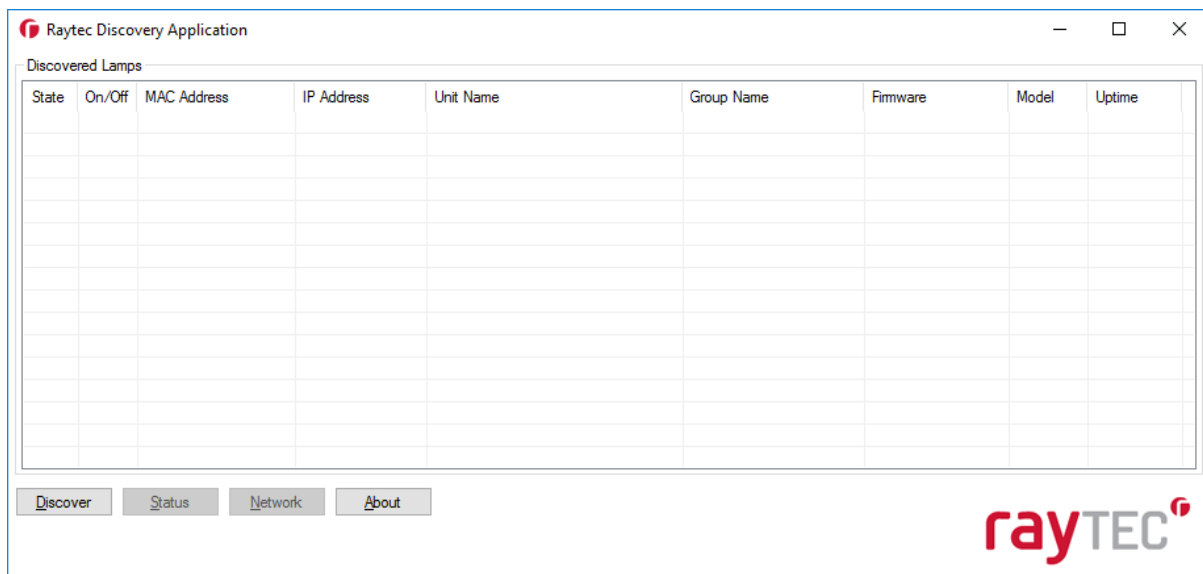 Raytec Discovery Application
Discovered Lamps
State On/Off MAC Address IP Address Unit Name Group Name Firmware Model Uptime
Discover Status Network About
rayTEC